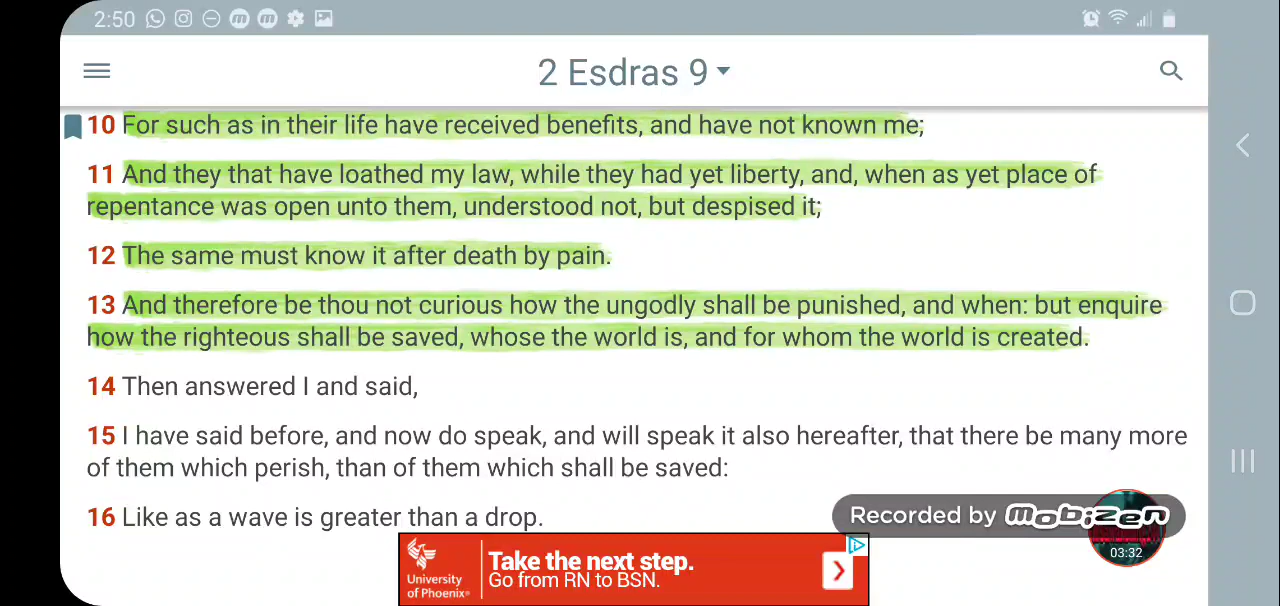 2:50
2 Esdras 9
10 For such as in their life have received benefits, and have not known me;
11 And they that have loathed my law, while they had yet liberty, and, when as yet place of
repentance was open unto them, understood not, but despised it;
12 The same must know it after death by pain.
13 And therefore be thou not curious how the ungodly shall be punished, and when: but enquire
how the righteous shall be saved, whose the world is, and for whom the world is created.
14 Then answered I and said,
15 I have said before, and now do speak, and will speak it also hereafter, that there be many more
of them which perish, than of them which shall be saved:
16 Like as a wave is greater than a drop.
Recorded by mobizen
03:32
University
of Phoenix®
Take the next step.
Go from RN to BSN.